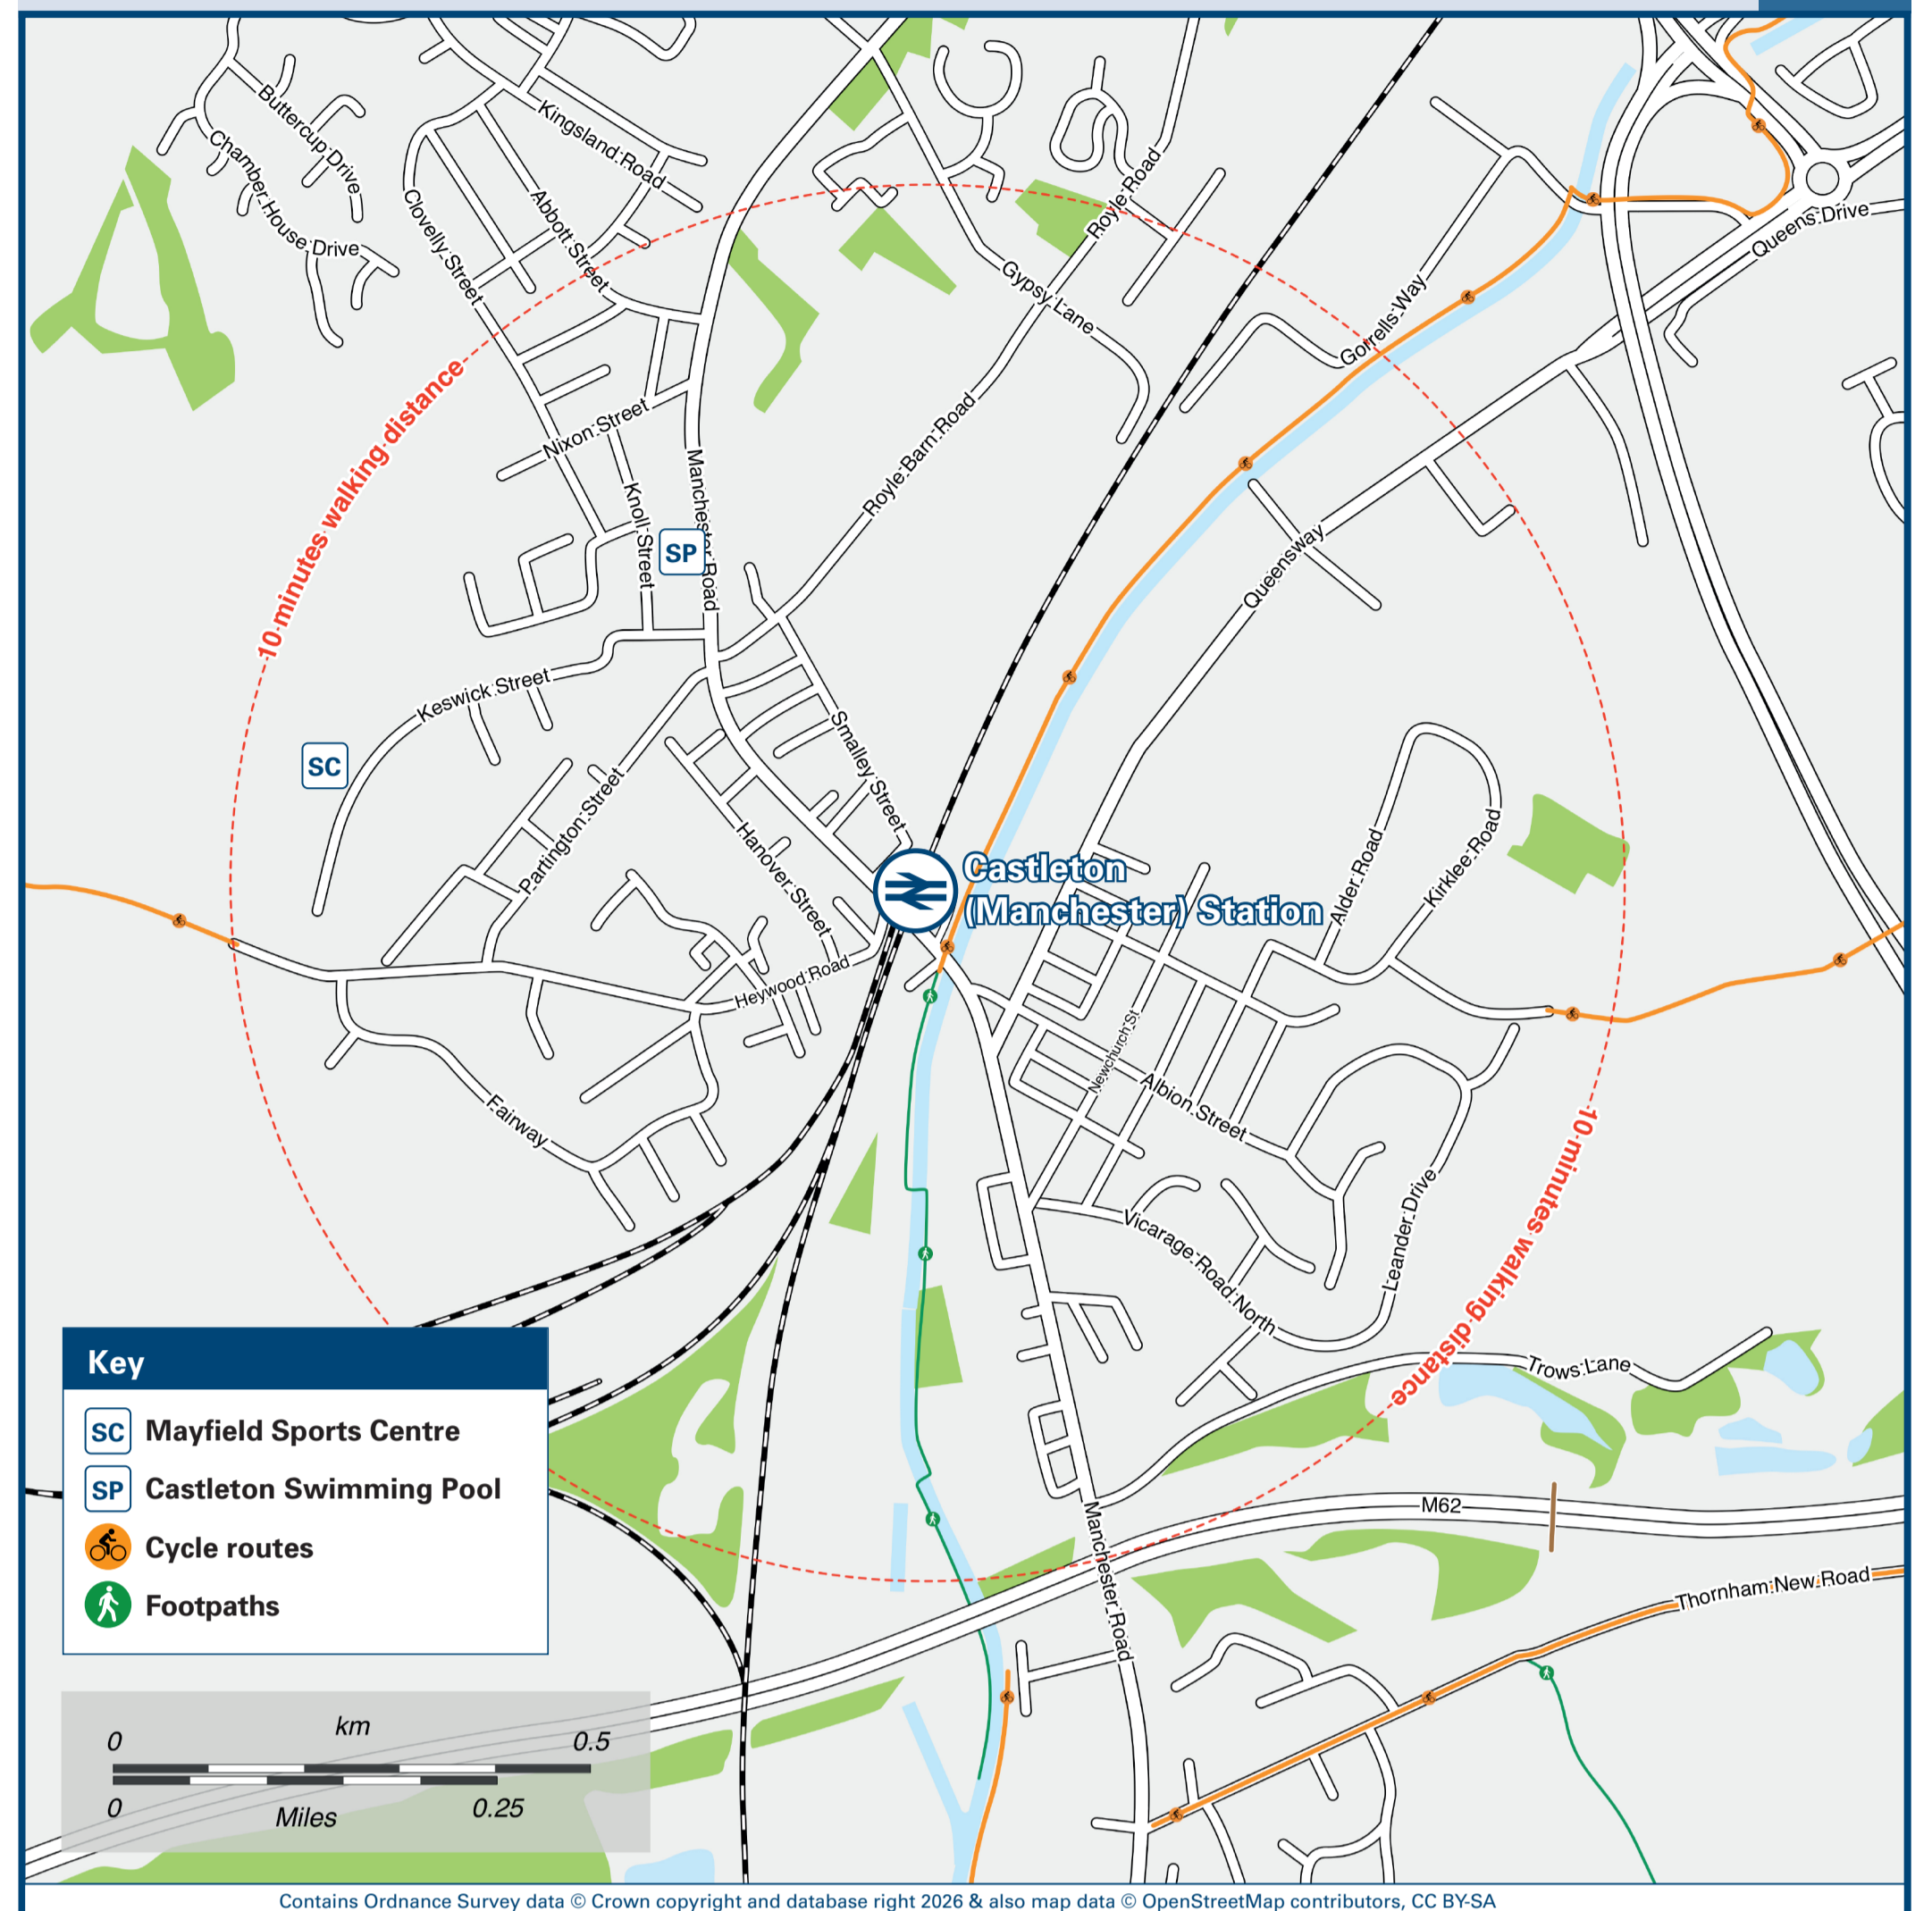 Buttercup Drive
Chamber House Drive
Kingsland Road
Clovelly Street
Abbott Street
Royle Road
Gypsy Lane
Queens Drive
Gorrells Way
10 minutes walking distance
Nixon Street
Knoll Street
Manchester Road
SP
Royle Barn Road
Queensway
Keswick Street
SC
Smalley Street
Partington Street
Hanover Street
Castleton
(Manchester) Station
Alder Road
Kirklee Road
Heywood Road
Newchurch St
Albion Street
Fairway
10 minutes walking distance
Vicarage Road North
Leander Drive
Trows Lane
M62
Manchester Road
Thornham New Road
Key
SC Mayfield Sports Centre
SP Castleton Swimming Pool
Cycle routes
Footpaths
km
0 0.5
0 0.25
Miles
Contains Ordnance Survey data © Crown copyright and database right 2026 & also map data © OpenStreetMap contributors, CC BY-SA